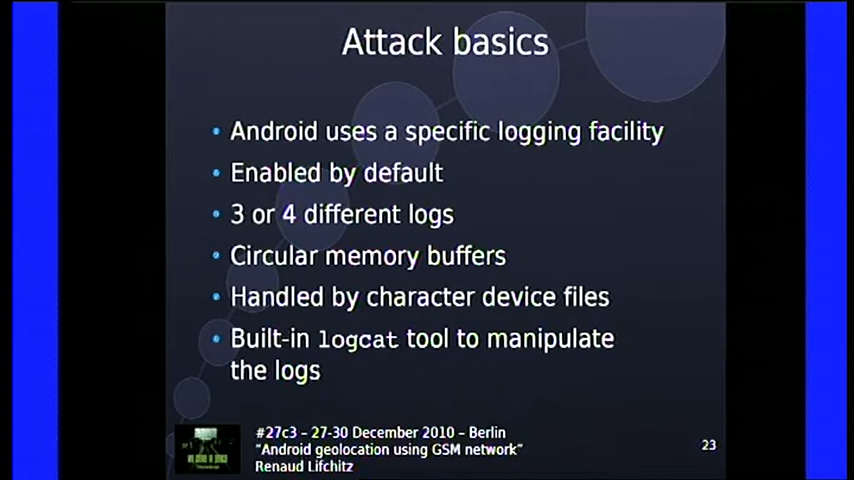 Attack basics
Android uses a specific logging facility
Enabled by default
3 or 4 different logs
Circular memory buffers
Handled by character device files
Built-in logcat tool to manipulate
the logs
#27c3 – 27-30 December 2010 – Berlin
“Android geolocation using GSM network”
Renaud Lifchitz
23